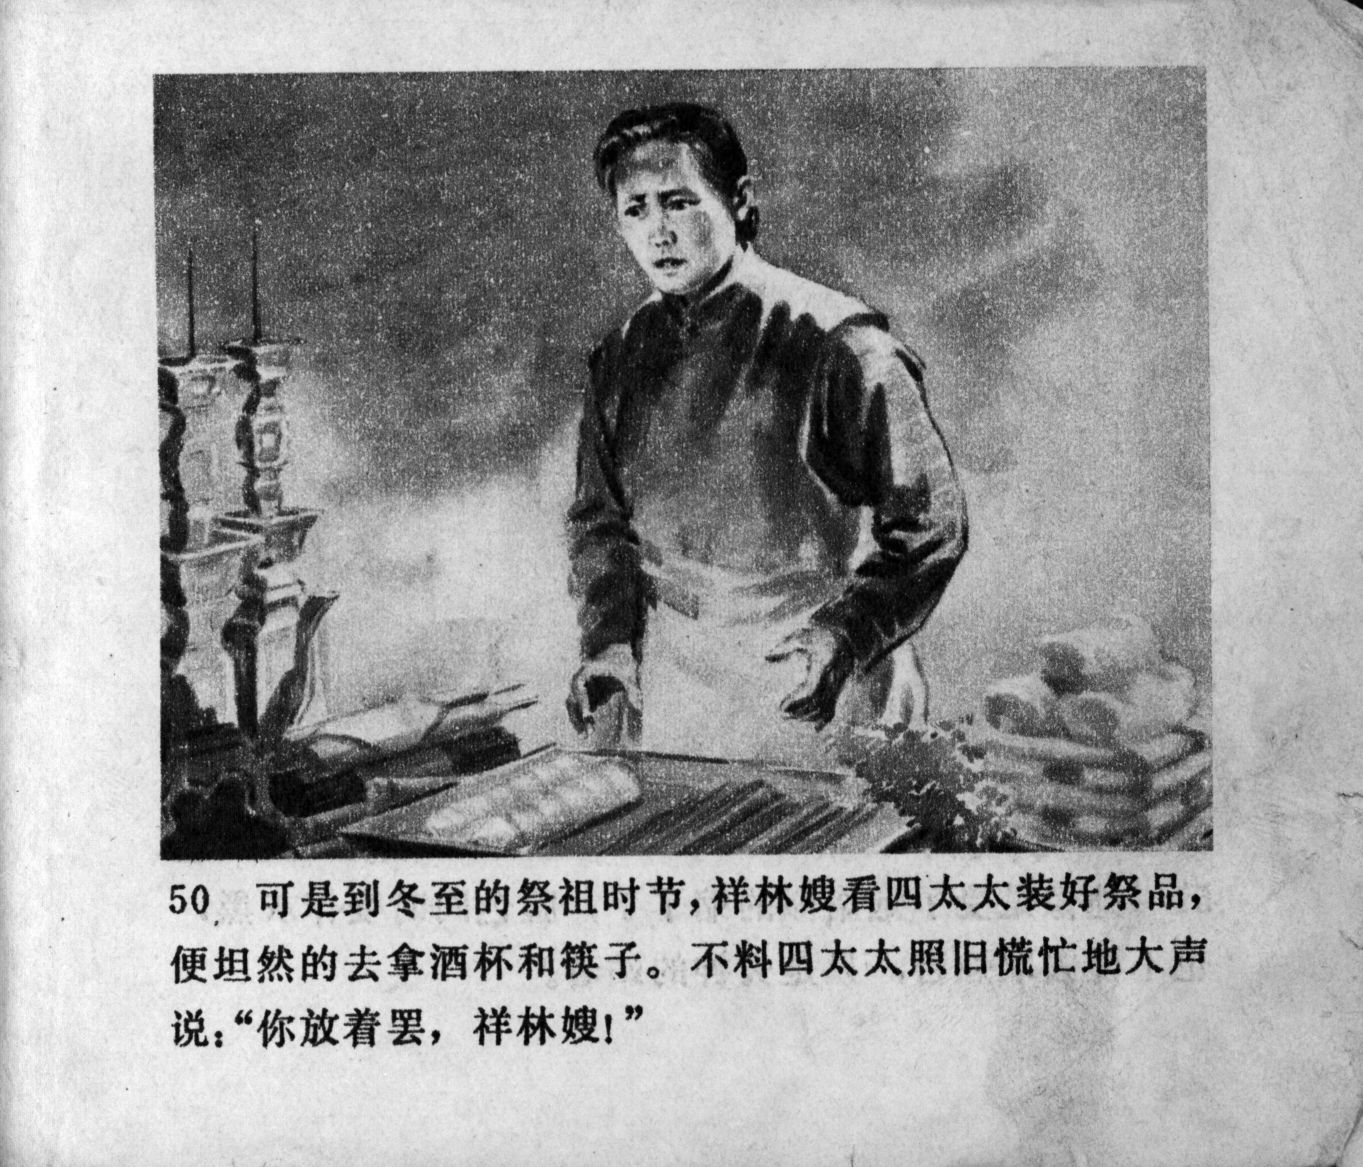 50 可是到冬至的祭祖时节，祥林嫂看四太太装好祭品，
便坦然的去拿酒杯和筷子。不料四太太照旧慌忙地大声
说：“你放着罢，祥林嫂！”